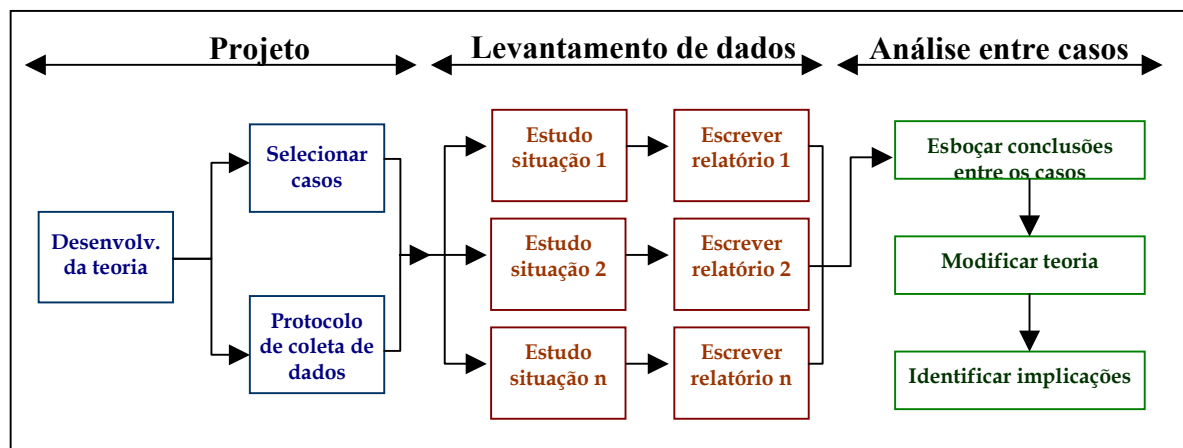 Projeto
Levantamento de dados
Análise entre casos
Desenvolv.
da teoria
Selecionar
casos
Protocolo
de coleta de
dados
Estudo
situação 1
Escrever
relatório 1
Estudo
situação 2
Escrever
relatório 2
Estudo
situação n
Escrever
relatório n
Esboçar conclusões
entre os casos
Modificar teoria
Identificar implicações